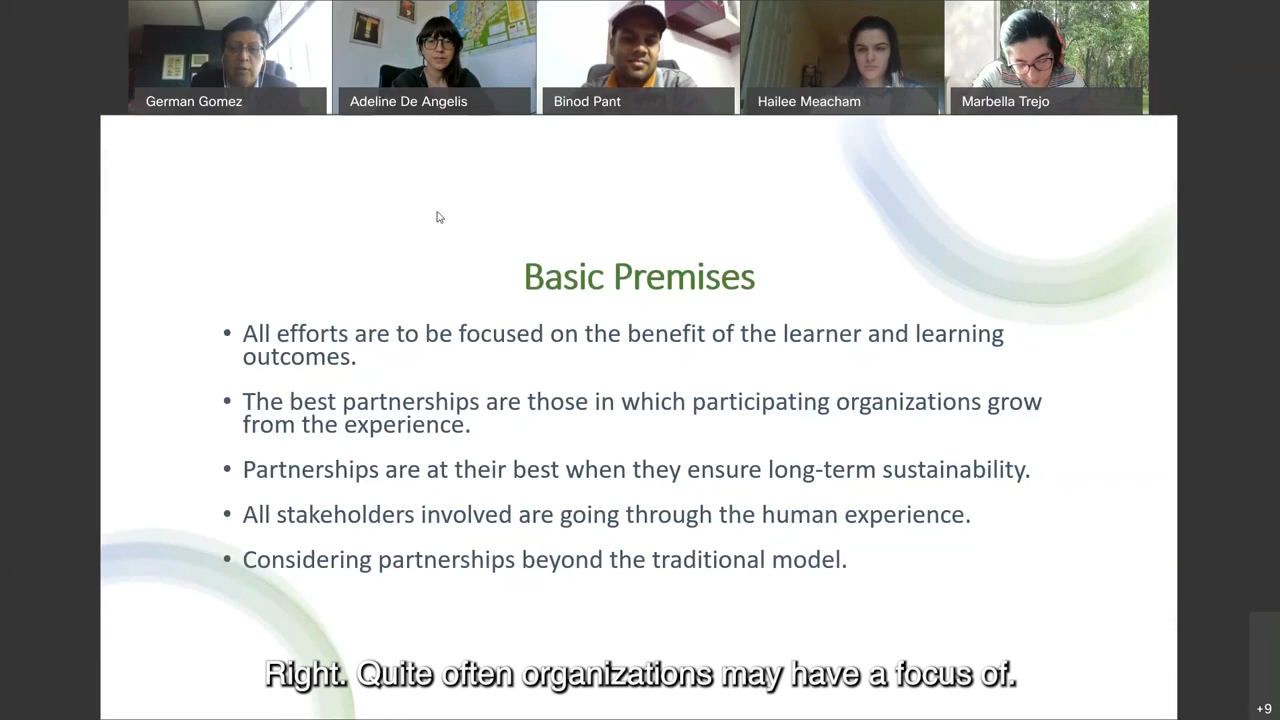 German Gomez
Adeline De Angelis
Binod Pant
Hailee Meacham
Marbella Trejo
Basic Premises
• All efforts are to be focused on the benefit of the learner and learning
outcomes.
• The best partnerships are those in which participating organizations grow
from the experience.
• Partnerships are at their best when they ensure long-term sustainability.
• All stakeholders involved are going through the human experience.
• Considering partnerships beyond the traditional model.
Right. Quite often organizations may have a focus of.
+9